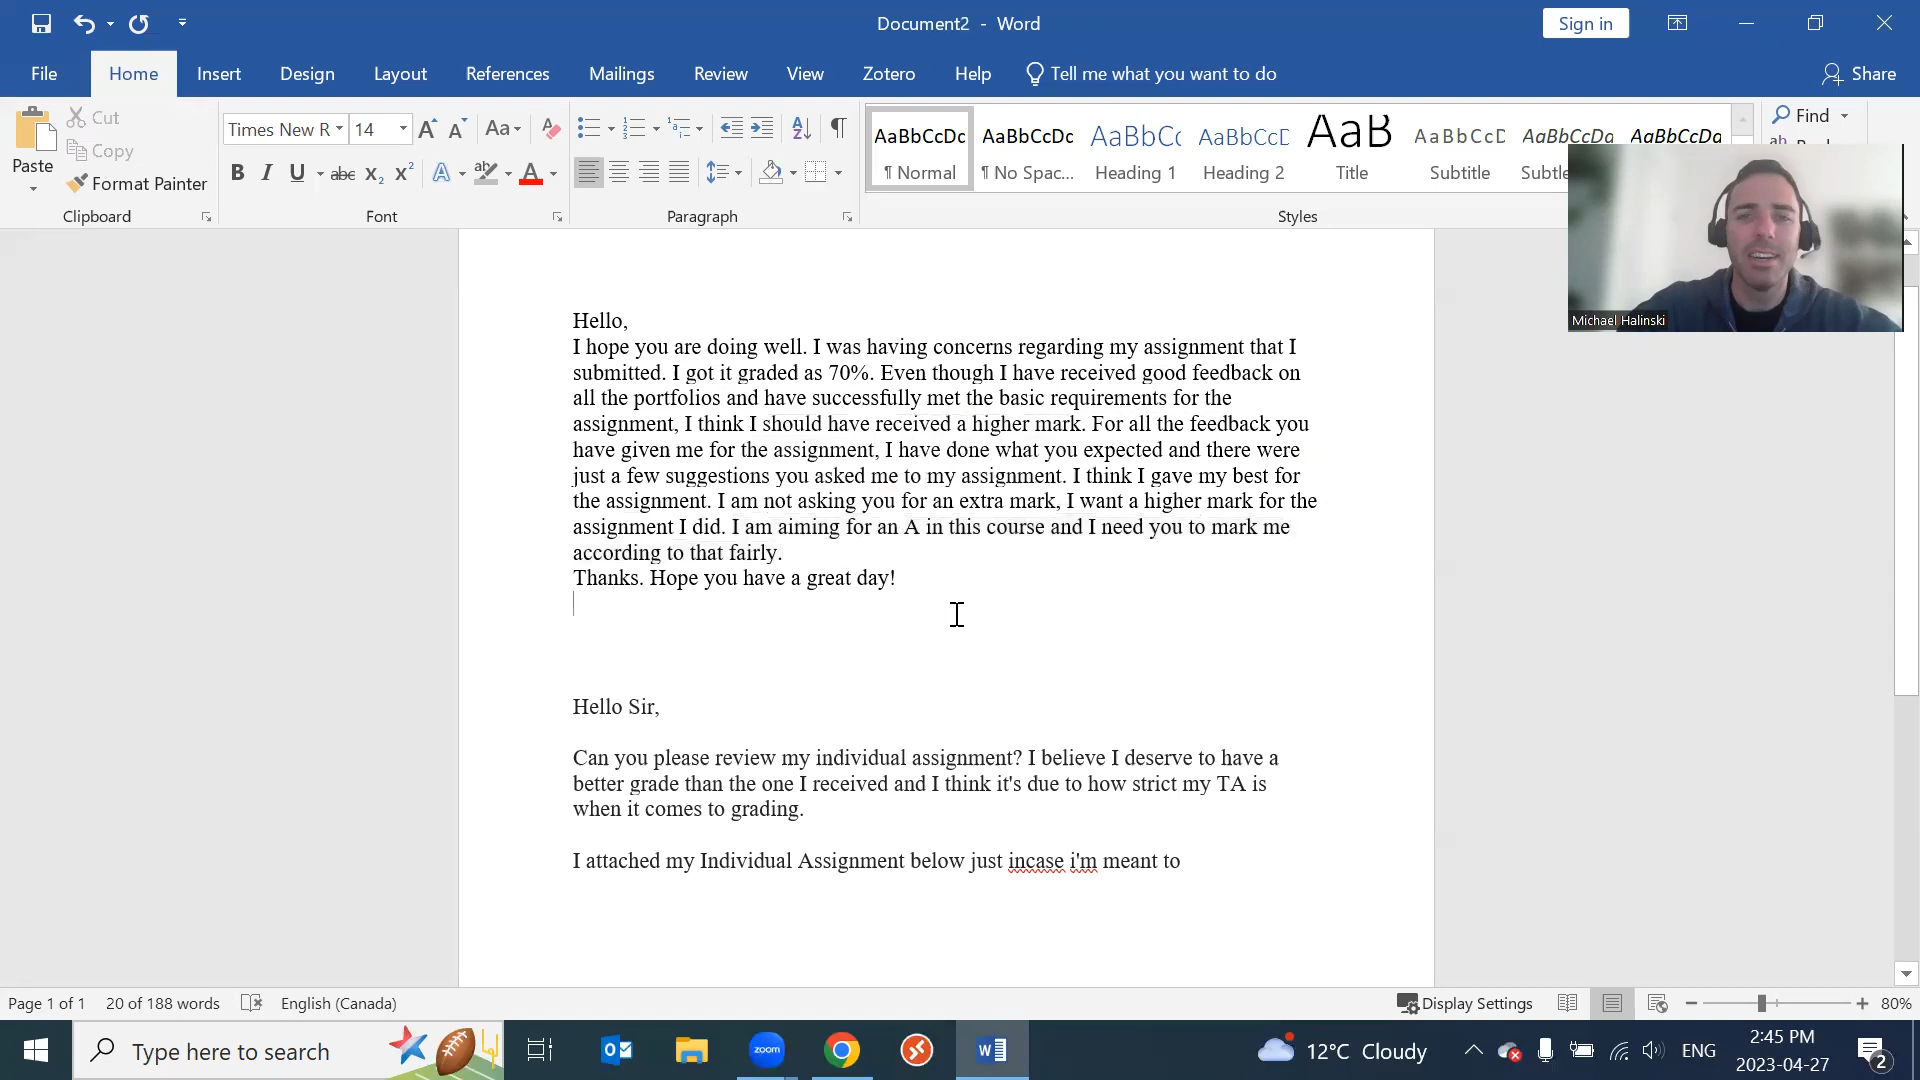 Document2 - Word
Sign in
File Home Insert Design Layout References Mailings Review View Zotero Help Tell me what you want to do Share
Paste
Cut
Copy
Format Painter
Clipboard
Times New R 14
Font
Paragraph
AaBbCcDc AaBbCcDc AaBbCc AaBbCcD AaB AaBbCcD AaBbCcDc AaBbCcDc
¶ Normal ¶ No Spac... Heading 1 Heading 2 Title Subtitle
Styles
Find
Michael Halinski
Hello,
I hope you are doing well. I was having concerns regarding my assignment that I
submitted. I got it graded as 70%. Even though I have received good feedback on
all the portfolios and have successfully met the basic requirements for the
assignment, I think I should have received a higher mark. For all the feedback you
have given me for the assignment, I have done what you expected and there were
just a few suggestions you asked me to my assignment. I think I gave my best for
the assignment. I am not asking you for an extra mark, I want a higher mark for the
assignment I did. I am aiming for an A in this course and I need you to mark me
according to that fairly.
Thanks. Hope you have a great day!
Hello Sir,
Can you please review my individual assignment? I believe I deserve to have a
better grade than the one I received and I think it's due to how strict my TA is
when it comes to grading.
I attached my Individual Assignment below just incase i'm meant to
Page 1 of 1 20 of 188 words English (Canada) Display Settings 80%
Type here to search
zoom
12°C Cloudy
ENG
2:45 PM
2023-04-27
2